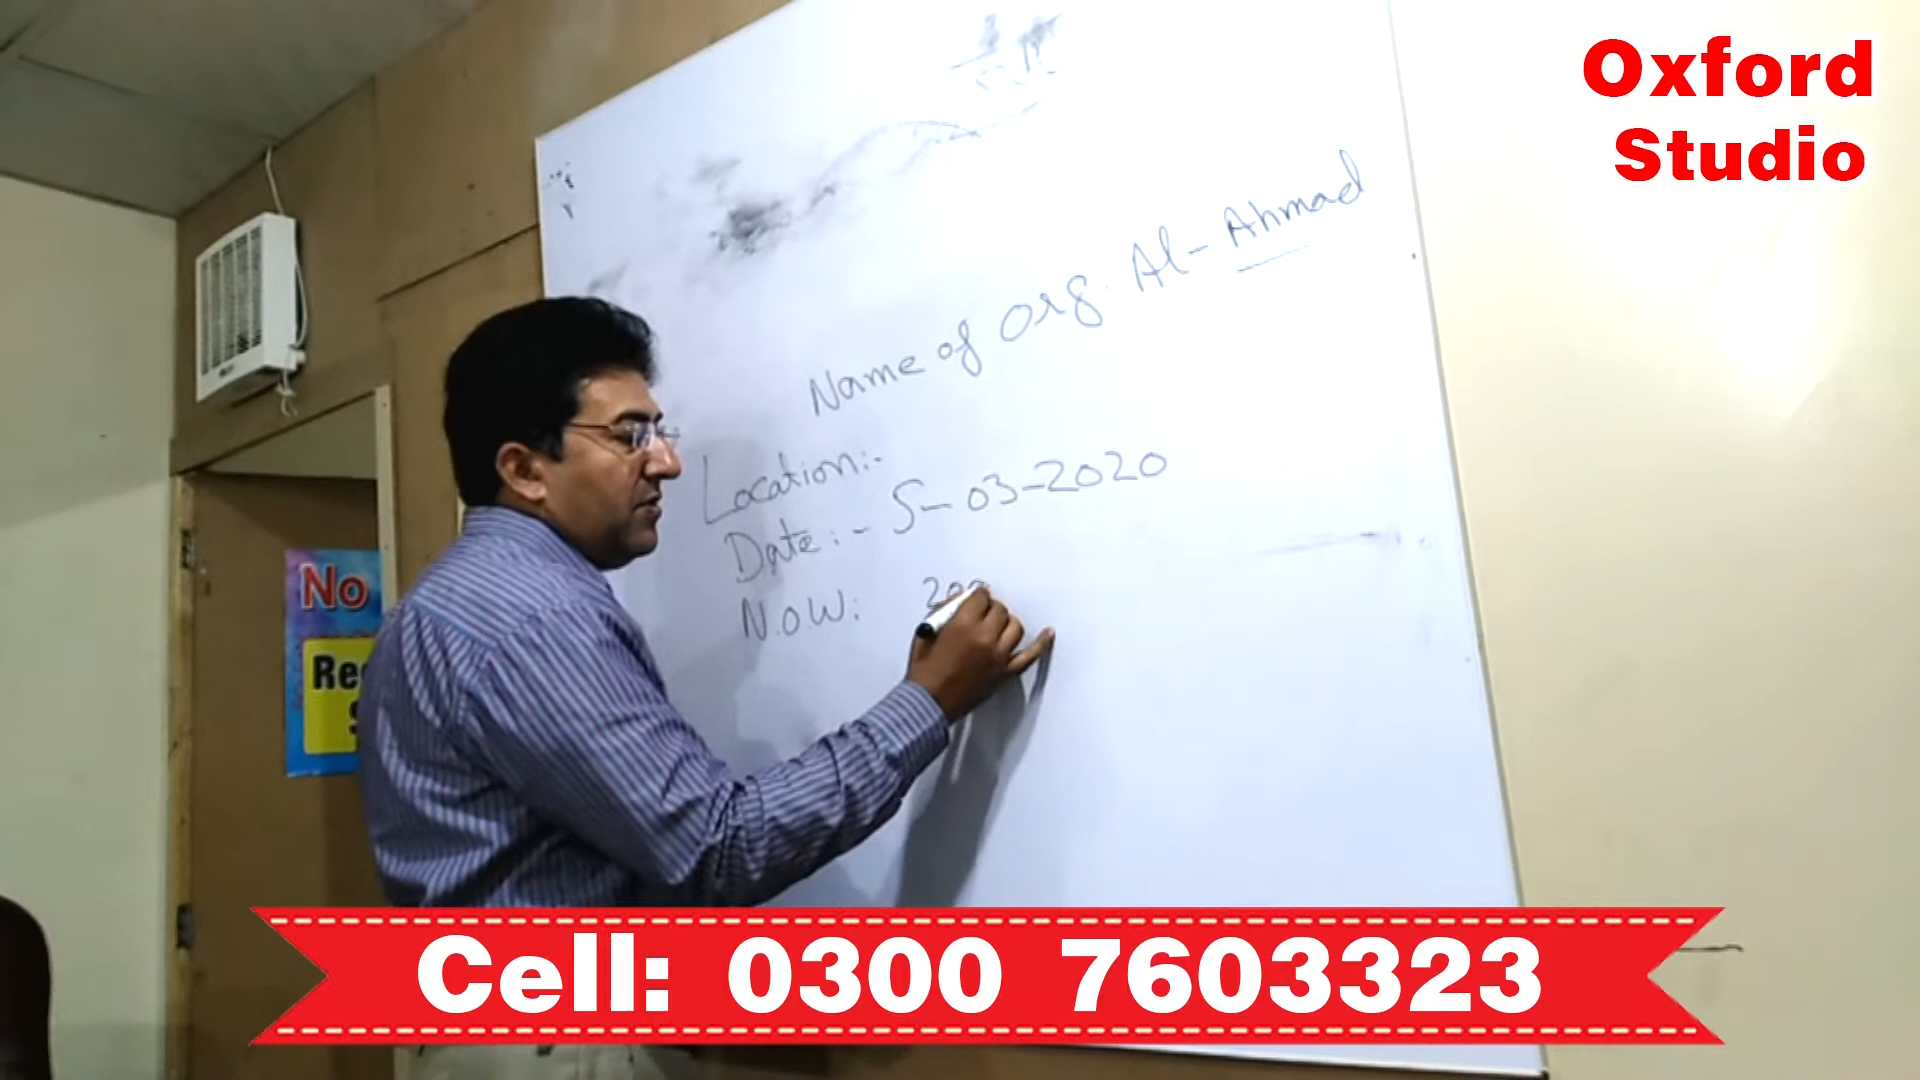 Oxford
Studio
Name of Org. Al-Ahmad
Location:-
Date:- 5-03-2020
N.O.W:
No
Cell: 0300 7603323